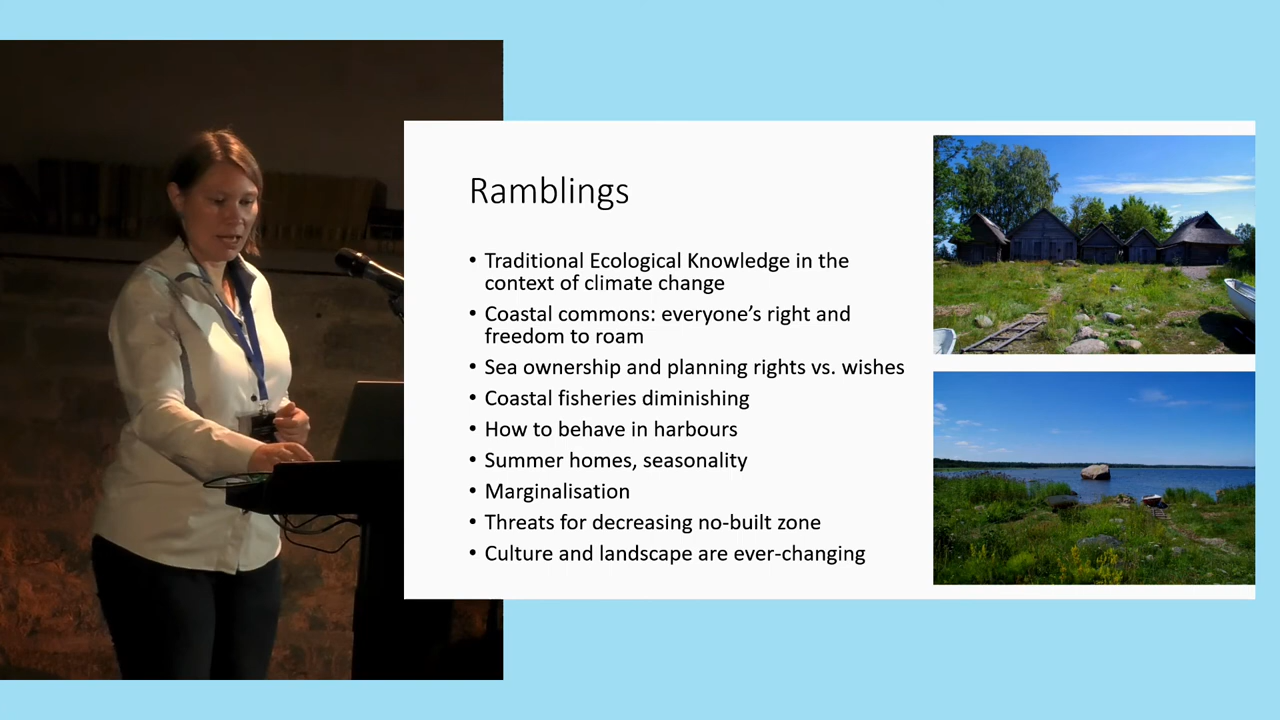 Ramblings
• Traditional Ecological Knowledge in the
context of climate change
• Coastal commons: everyone’s right and
freedom to roam
• Sea ownership and planning rights vs. wishes
• Coastal fisheries diminishing
• How to behave in harbours
• Summer homes, seasonality
• Marginalisation
• Threats for decreasing no-built zone
• Culture and landscape are ever-changing